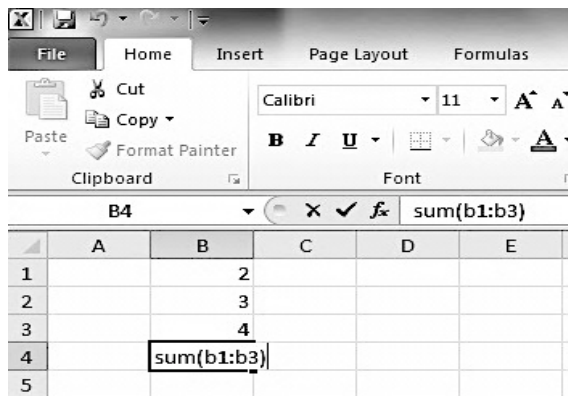 File Home Insert Page Layout Formulas
Cut
Copy
Paste
Format Painter
Clipboard
Calibri 11 A A
B I U A
Font
B4 fx sum(b1:b3)
A B C D E
1 2
2 3
3 4
4 sum(b1:b3)
5